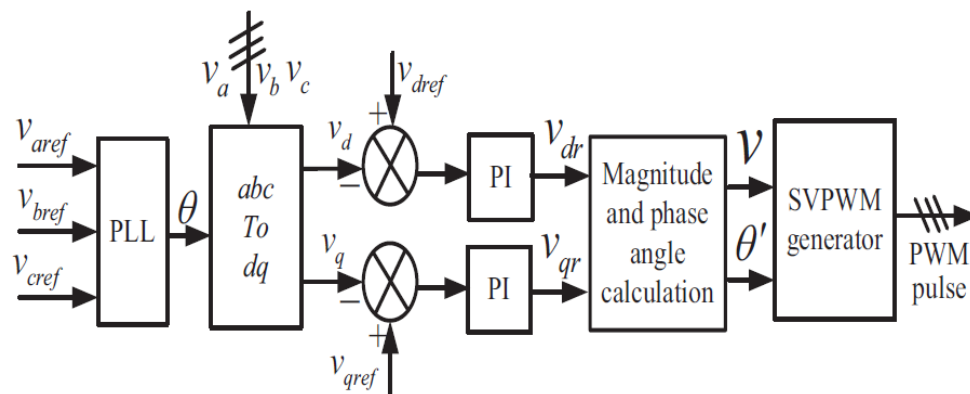 v_a
v_b v_c
v_dref
+
v_aref
v_bref
v_cref
PLL
θ
abc
To
dq
v_d
−
PI
v_dr
v_q
−
+
v_qref
PI
v_qr
Magnitude
and phase
angle
calculation
V
θ'
SVPWM
generator
PWM
pulse